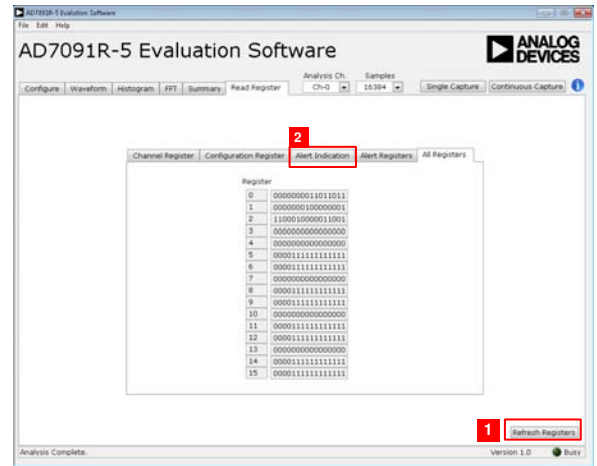 AD7091R-5 Evaluation Software
File Edit Help
AD7091R-5 Evaluation Software
ANALOG
DEVICES
Analysis Ch. Samples
Configure Waveform Histogram FFT Summary Read Register Ch-0 16384 Single Capture Continuous Capture i
2
Channel Register Configuration Register Alert Indication Alert Registers All Registers
Register
0 0000000011011011
1 0000000100000001
2 1100010000011001
3 0000000000000000
4 0000000000000000
5 0000111111111111
6 0000111111111111
7 0000000000000000
8 0000111111111111
9 0000111111111111
10 0000000000000000
11 0000111111111111
12 0000111111111111
13 0000000000000000
14 0000111111111111
15 0000111111111111
1 Refresh Registers
Analysis Complete. Version 1.0 Busy